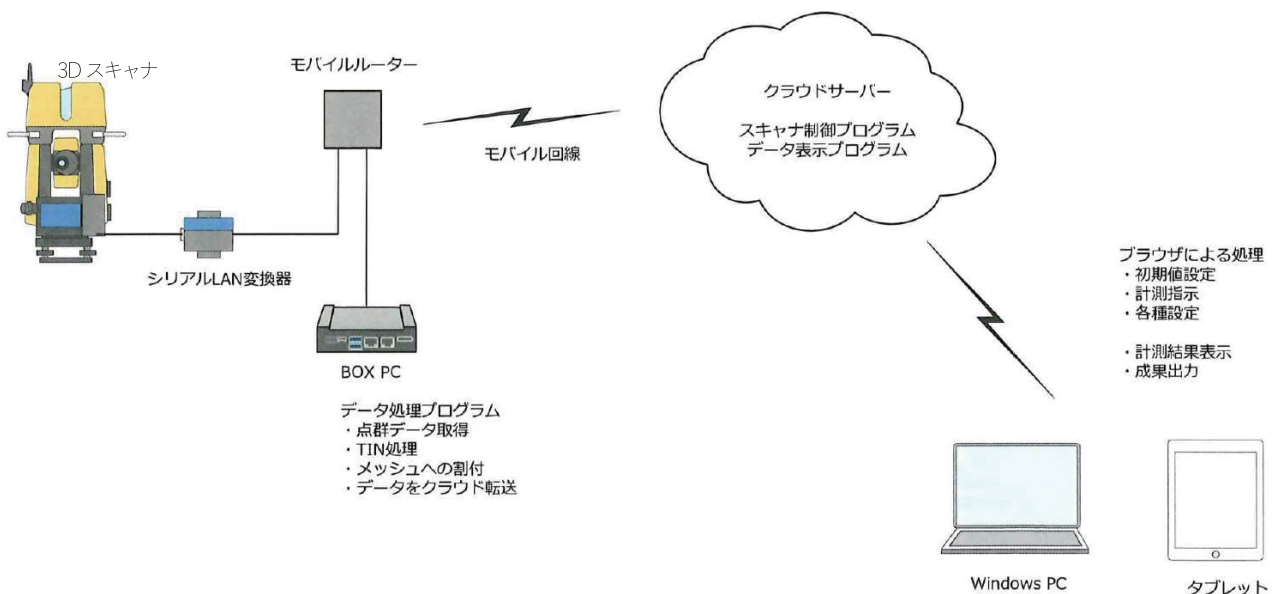 3Dスキャナ
モバイルルーター
モバイル回線
シリアルLAN変換器
BOX PC
データ処理プログラム
・点群データ取得
・TIN処理
・メッシュへの割付
・データをクラウド転送
クラウドサーバー
スキャナ制御プログラム
データ表示プログラム
ブラウザによる処理
・初期値設定
・計測指示
・各種設定
・計測結果表示
・成果出力
Windows PC
タブレット